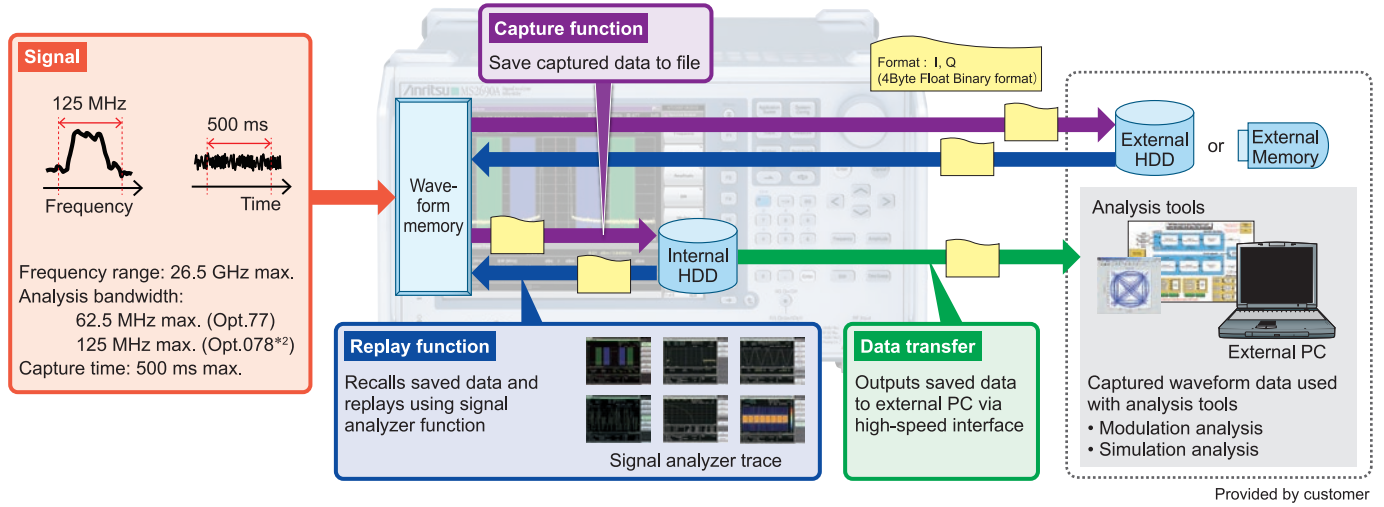 Signal
125 MHz
500 ms
Frequency
Time
Frequency range: 26.5 GHz max.
Analysis bandwidth:
62.5 MHz max. (Opt.77)
125 MHz max. (Opt.078*2)
Capture time: 500 ms max.
Capture function
Save captured data to file
Anritsu MS2690A
Wave-
form
memory
Internal
HDD
Format : I, Q
(4Byte Float Binary format)
External
HDD
or
External
Memory
Analysis tools
External PC
Captured waveform data used
with analysis tools
• Modulation analysis
• Simulation analysis
Replay function
Recalls saved data and
replays using signal
analyzer function
Signal analyzer trace
Data transfer
Outputs saved data
to external PC via
high-speed interface
Provided by customer